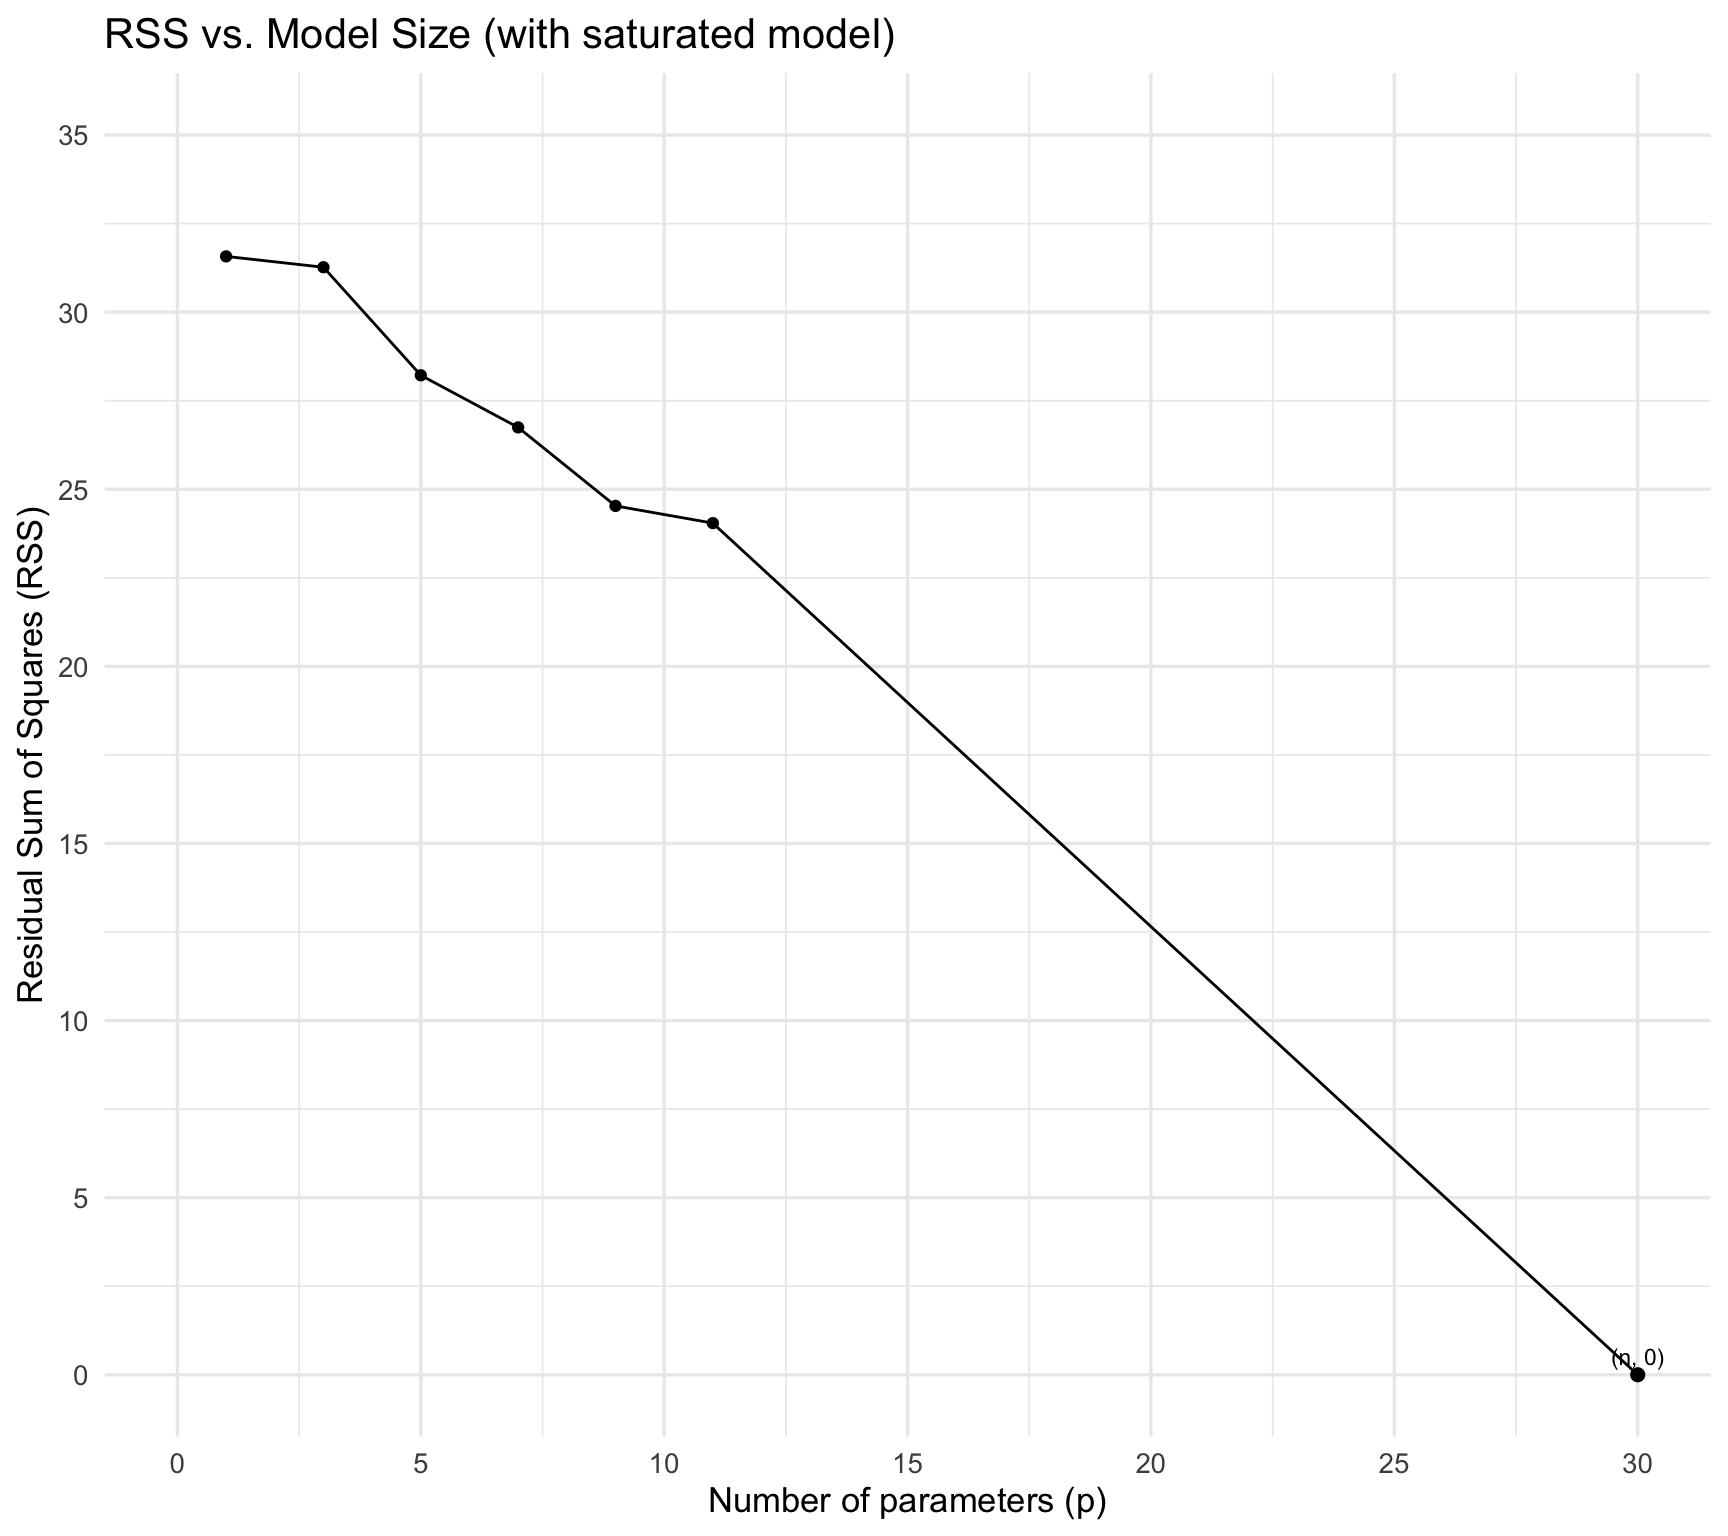 RSS vs. Model Size (with saturated model)
35
30
25
20
15
10
5
0
Residual Sum of Squares (RSS)
(n, 0)
0 5 10 15 20 25 30
Number of parameters (p)